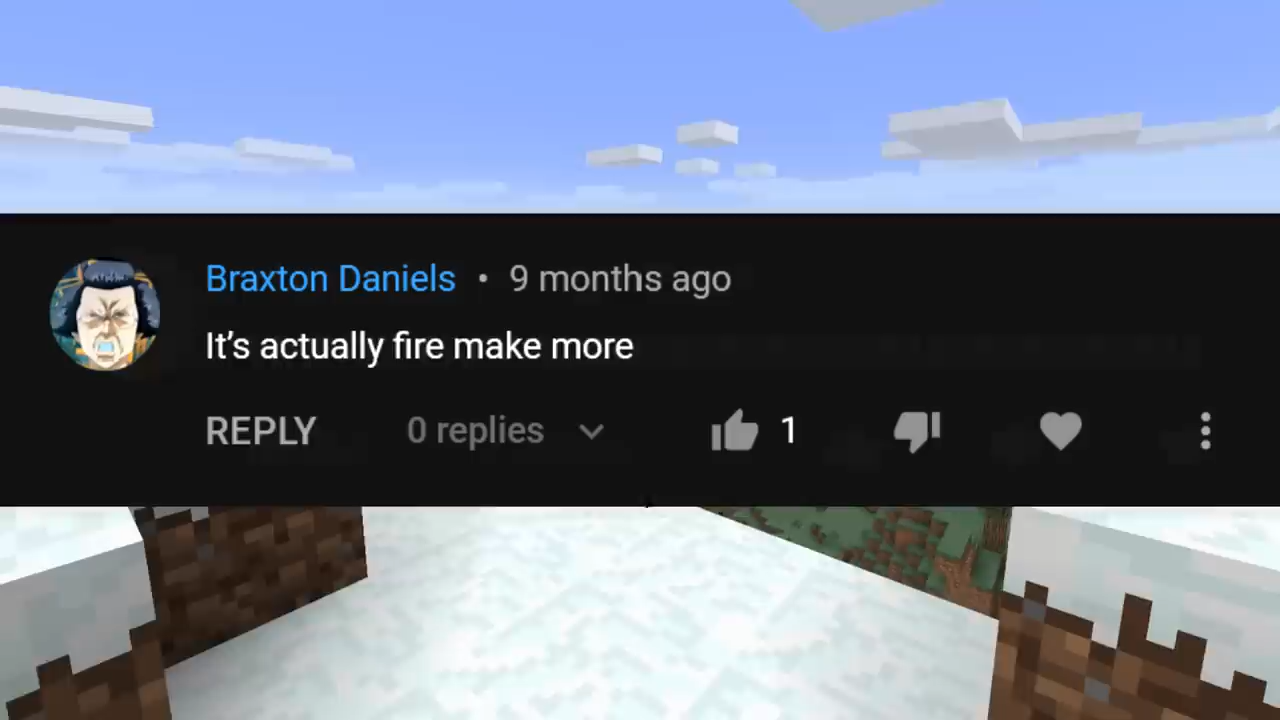 Braxton Daniels • 9 months ago
It’s actually fire make more
REPLY 0 replies 1